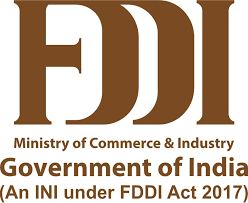 FDDI
Ministry of Commerce & Industry
Government of India
(An INI under FDDI Act 2017)